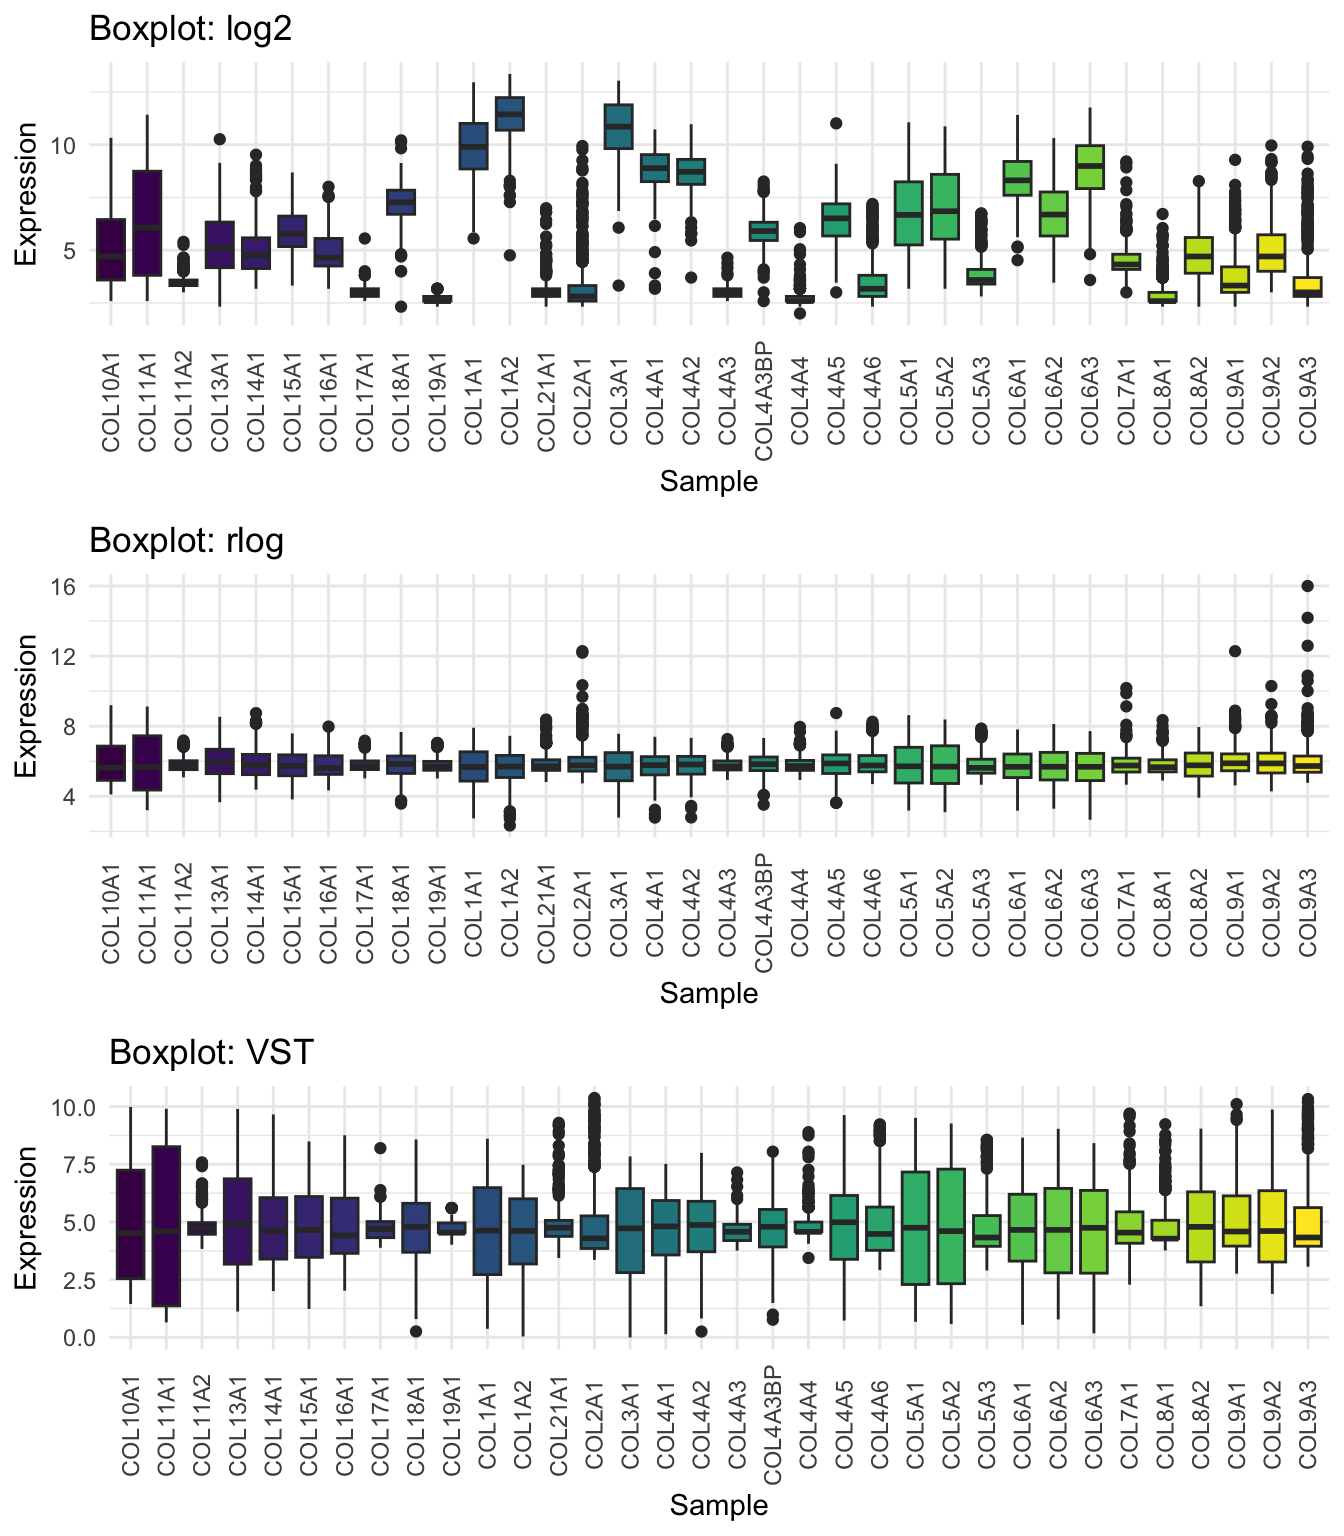 Boxplot: log2
Expression
10
5
COL10A1 COL11A1 COL11A2 COL13A1 COL14A1 COL15A1 COL16A1 COL17A1 COL18A1 COL19A1 COL1A1 COL1A2 COL21A1 COL2A1 COL3A1 COL4A1 COL4A2 COL4A3 COL4A3BP COL4A4 COL4A5 COL4A6 COL5A1 COL5A2 COL5A3 COL6A1 COL6A2 COL6A3 COL7A1 COL8A1 COL8A2 COL9A1 COL9A2 COL9A3
Sample
Boxplot: rlog
Expression
16
12
8
4
COL10A1 COL11A1 COL11A2 COL13A1 COL14A1 COL15A1 COL16A1 COL17A1 COL18A1 COL19A1 COL1A1 COL1A2 COL21A1 COL2A1 COL3A1 COL4A1 COL4A2 COL4A3 COL4A3BP COL4A4 COL4A5 COL4A6 COL5A1 COL5A2 COL5A3 COL6A1 COL6A2 COL6A3 COL7A1 COL8A1 COL8A2 COL9A1 COL9A2 COL9A3
Sample
Boxplot: VST
Expression
10.0
7.5
5.0
2.5
0.0
COL10A1 COL11A1 COL11A2 COL13A1 COL14A1 COL15A1 COL16A1 COL17A1 COL18A1 COL19A1 COL1A1 COL1A2 COL21A1 COL2A1 COL3A1 COL4A1 COL4A2 COL4A3 COL4A3BP COL4A4 COL4A5 COL4A6 COL5A1 COL5A2 COL5A3 COL6A1 COL6A2 COL6A3 COL7A1 COL8A1 COL8A2 COL9A1 COL9A2 COL9A3
Sample